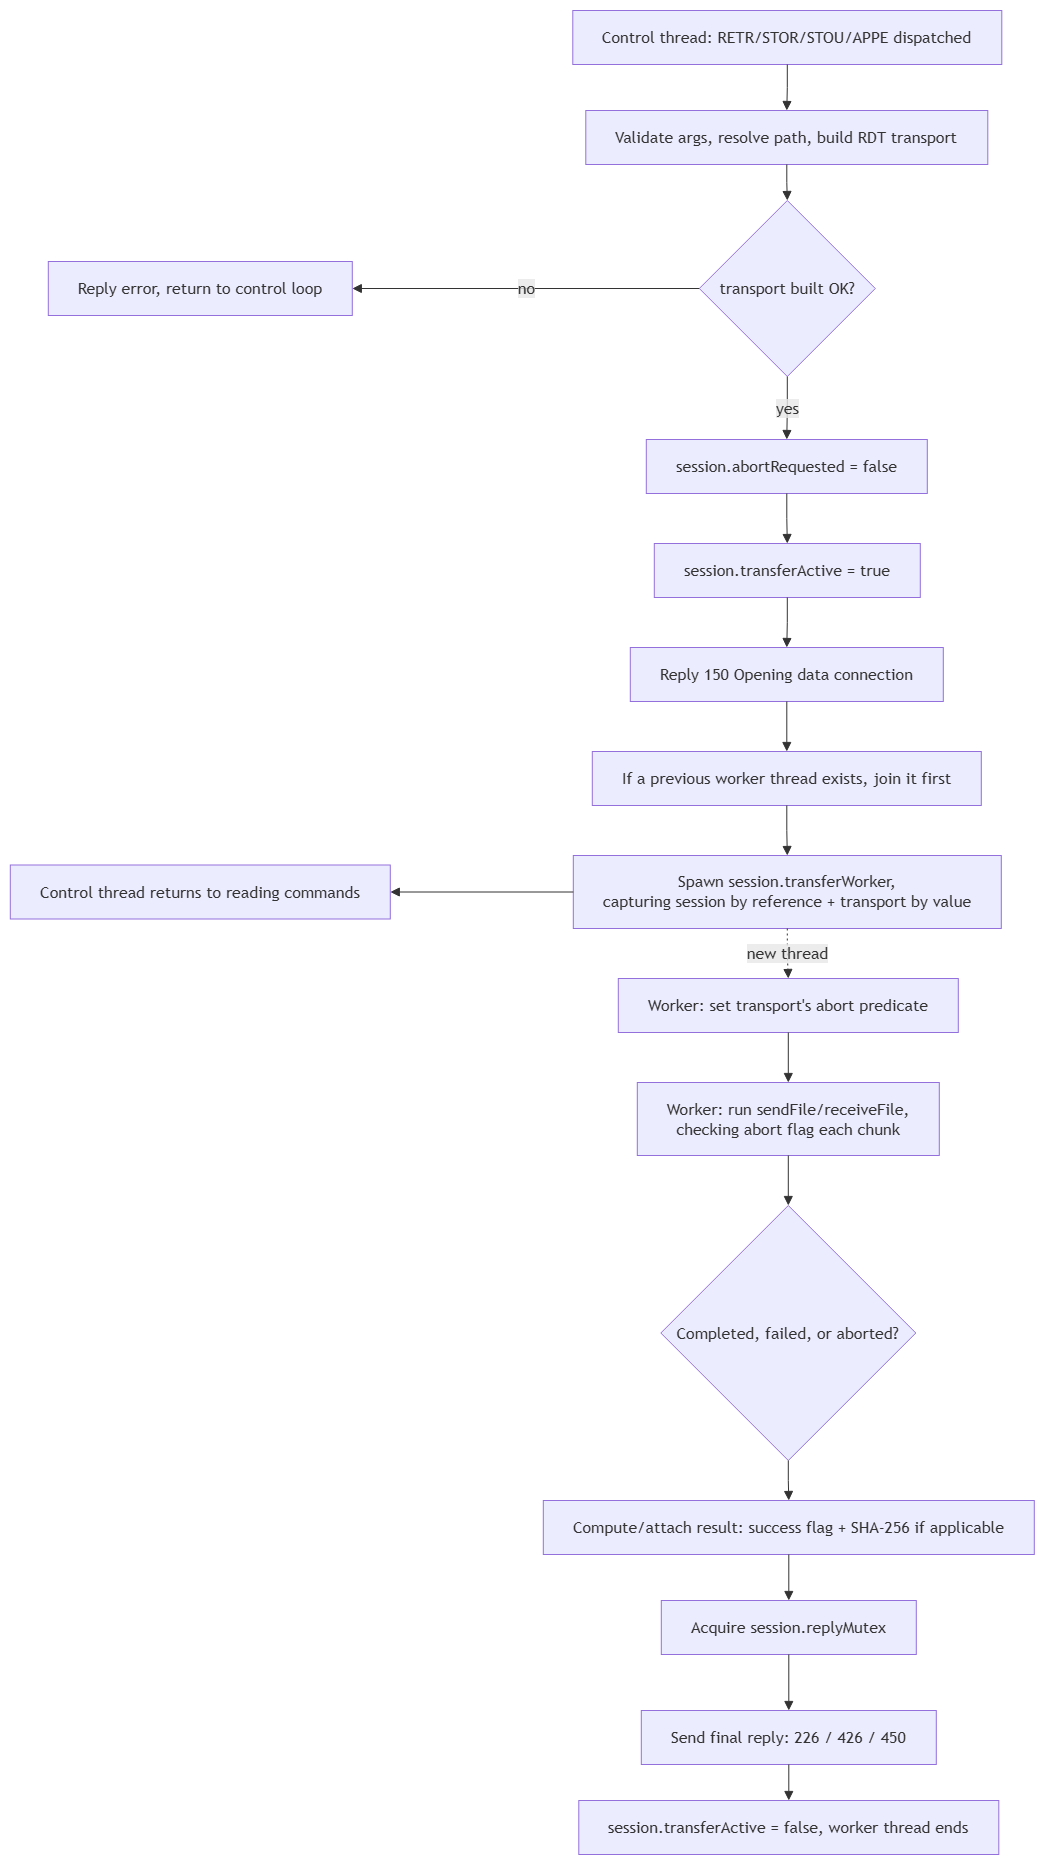 Control thread: RETR/STOR/STOU/APPE dispatched
Validate args, resolve path, build RDT transport
transport built OK?
no
Reply error, return to control loop
yes
session.abortRequested = false
session.transferActive = true
Reply 150 Opening data connection
If a previous worker thread exists, join it first
Spawn session.transferWorker,
capturing session by reference + transport by value
Control thread returns to reading commands
new thread
Worker: set transport's abort predicate
Worker: run sendFile/receiveFile,
checking abort flag each chunk
Completed, failed, or aborted?
Compute/attach result: success flag + SHA-256 if applicable
Acquire session.replyMutex
Send final reply: 226 / 426 / 450
session.transferActive = false, worker thread ends